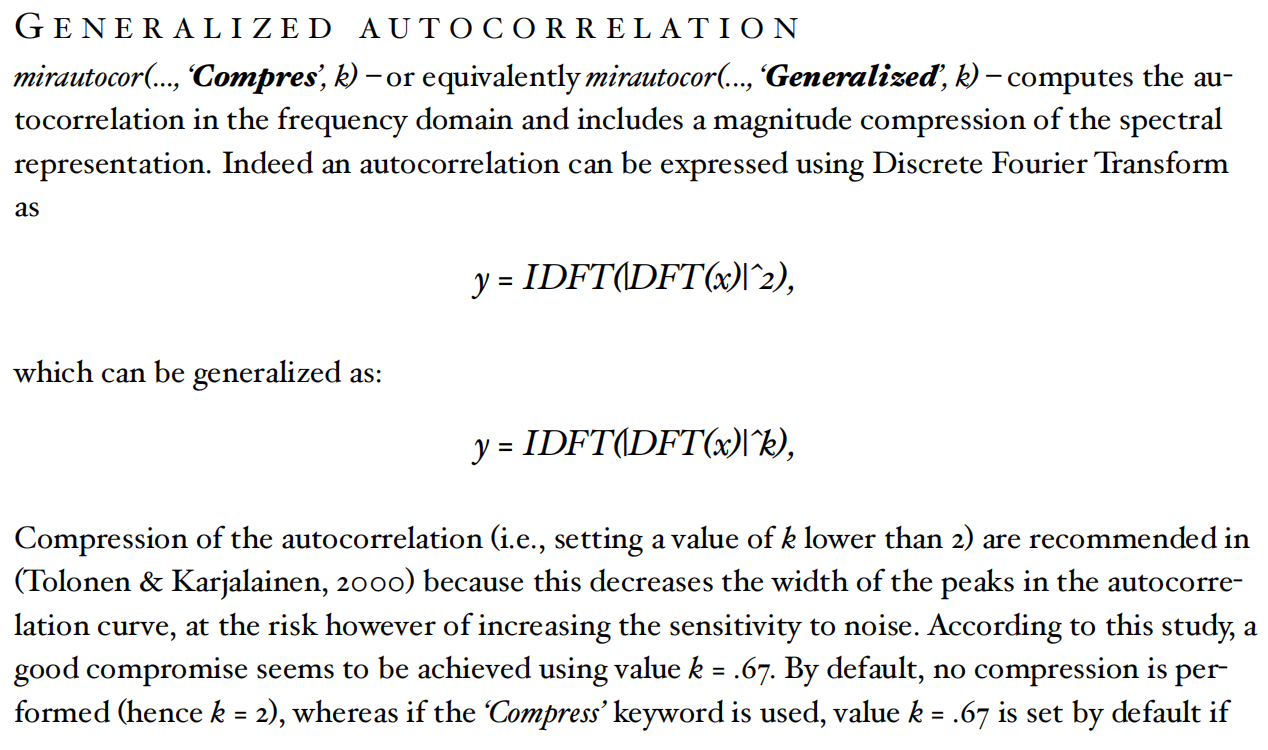 GENERALIZED AUTOCORRELATION
mirautocor(..., ‘Compres’, k) – or equivalently mirautocor(..., ‘Generalized’, k) – computes the au-
tocorrelation in the frequency domain and includes a magnitude compression of the spectral
representation. Indeed an autocorrelation can be expressed using Discrete Fourier Transform
as
y = IDFT(|DFT(x)|^2),
which can be generalized as:
y = IDFT(|DFT(x)|^k),
Compression of the autocorrelation (i.e., setting a value of k lower than 2) are recommended in
(Tolonen & Karjalainen, 2000) because this decreases the width of the peaks in the autocorre-
lation curve, at the risk however of increasing the sensitivity to noise. According to this study, a
good compromise seems to be achieved using value k = .67. By default, no compression is per-
formed (hence k = 2), whereas if the ‘Compress’ keyword is used, value k = .67 is set by default if